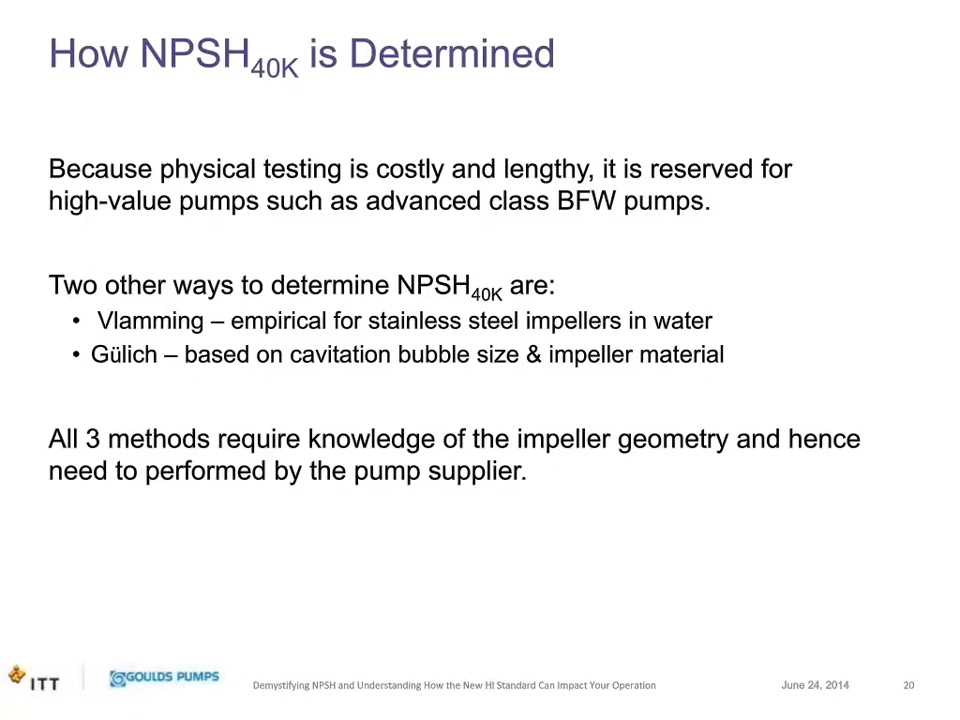 How NPSH40K is Determined
Because physical testing is costly and lengthy, it is reserved for
high-value pumps such as advanced class BFW pumps.
Two other ways to determine NPSH40K are:
• Vlamming – empirical for stainless steel impellers in water
• Gülich – based on cavitation bubble size & impeller material
All 3 methods require knowledge of the impeller geometry and hence
need to performed by the pump supplier.
ITT
GOULDS PUMPS
Demystifying NPSH and Understanding How the New HI Standard Can Impact Your Operation
June 24, 2014
20